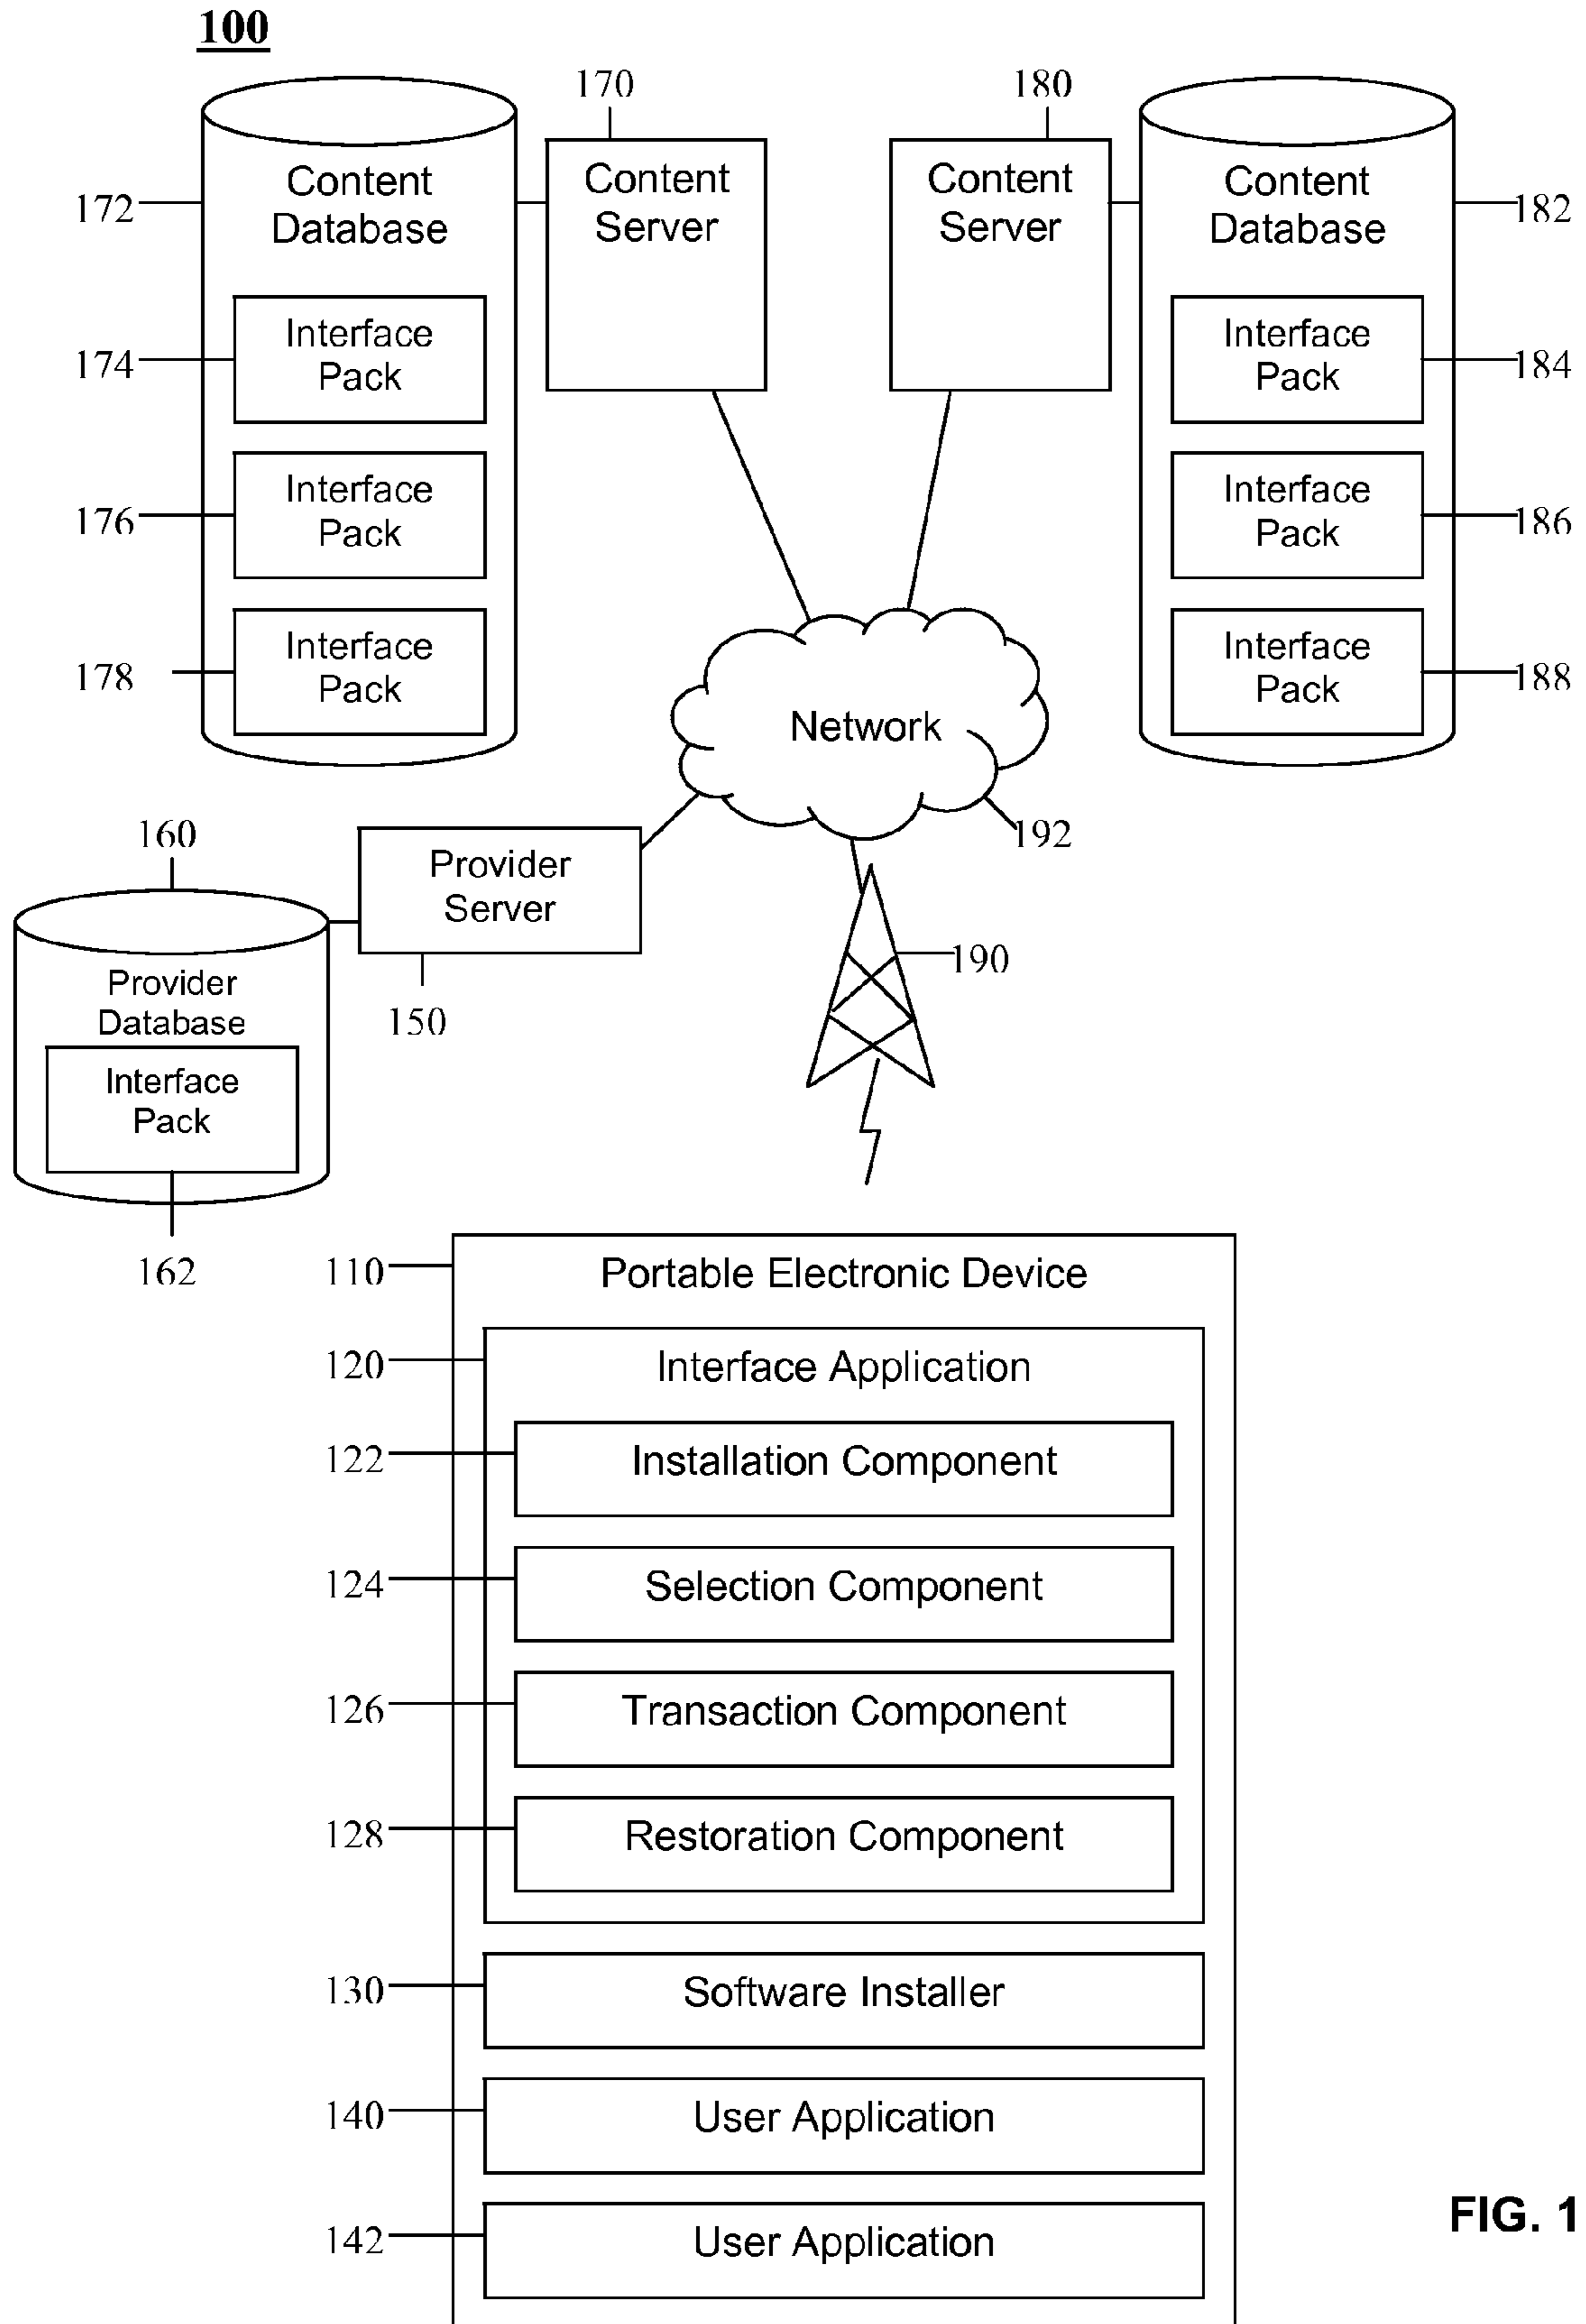 100
170
180
Content
Database
Content
Server
Content
Server
Content
Database
172
182
Interface
Pack
Interface
Pack
174
184
Interface
Pack
Interface
Pack
176
186
Interface
Pack
Interface
Pack
178
188
Network
192
160
Provider
Server
190
Provider
Database
150
Interface
Pack
162
110
Portable Electronic Device
120
Interface Application
122
Installation Component
124
Selection Component
126
Transaction Component
128
Restoration Component
130
Software Installer
140
User Application
142
User Application
FIG. 1